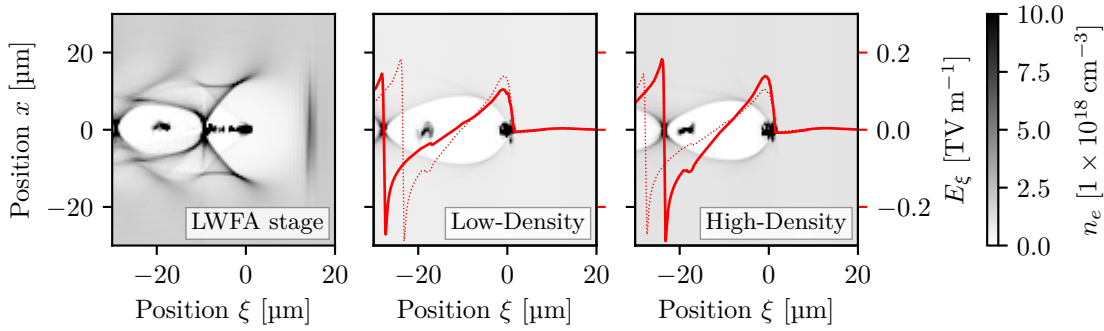 20
0
−20
Position x [µm]
LWFA stage
−20
0
20
Position ξ [µm]
Low-Density
−20
0
20
Position ξ [µm]
High-Density
−20
0
20
Position ξ [µm]
0.2
0.0
−0.2
E_ξ [TV m⁻¹]
10.0
7.5
5.0
2.5
0.0
n_e [1 × 10¹⁸ cm⁻³]